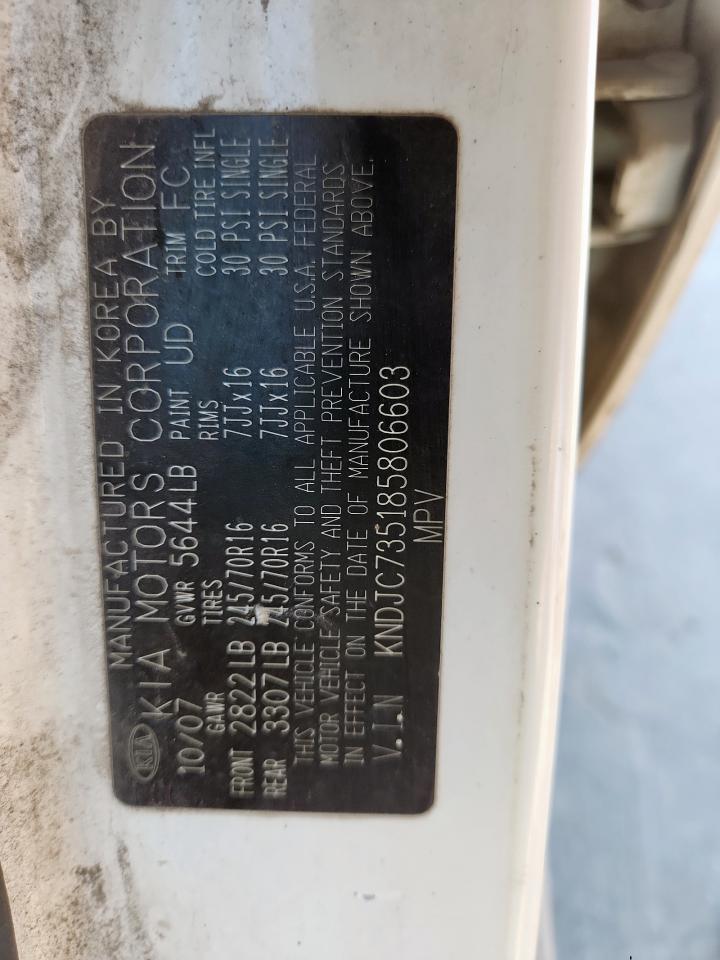 MANUFACTURED IN KOREA BY
KIA KIA MOTORS CORPORATION
10/07 GVWR 5644LB PAINT UD TRIM FC
GAWR TIRES RIMS COLD TIRE INFL
FRONT 2822LB 245/70R16 7JJx16 30 PSI SINGLE
REAR 3307LB 245/70R16 7JJx16 30 PSI SINGLE
THIS VEHICLE CONFORMS TO ALL APPLICABLE U.S.A. FEDERAL
MOTOR VEHICLE SAFETY AND THEFT PREVENTION STANDARDS
IN EFFECT ON THE DATE OF MANUFACTURE SHOWN ABOVE.
V.I.N KNDJC735185806603
MPV